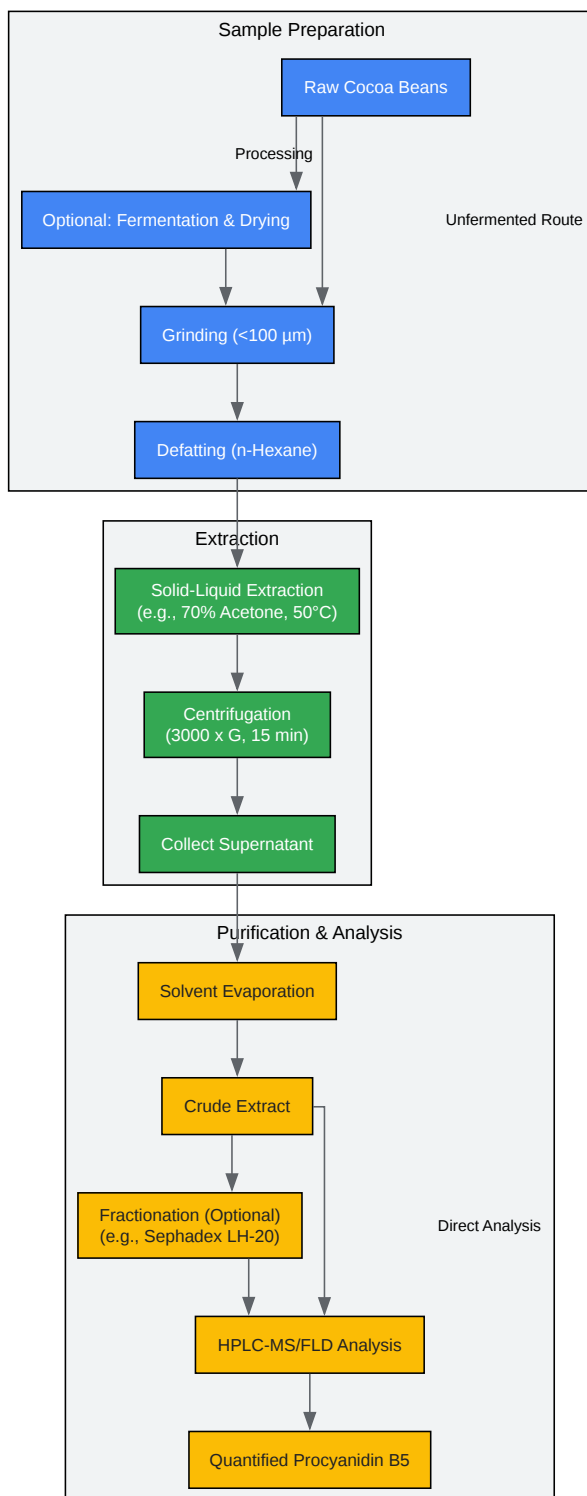 Sample Preparation
Raw Cocoa Beans
Processing
Optional: Fermentation & Drying
Unfermented Route
Grinding (<100 µm)
Defatting (n-Hexane)
Extraction
Solid-Liquid Extraction
(e.g., 70% Acetone, 50°C)
Centrifugation
(3000 x G, 15 min)
Collect Supernatant
Purification & Analysis
Solvent Evaporation
Crude Extract
Fractionation (Optional)
(e.g., Sephadex LH-20)
Direct Analysis
HPLC-MS/FLD Analysis
Quantified Procyanidin B5